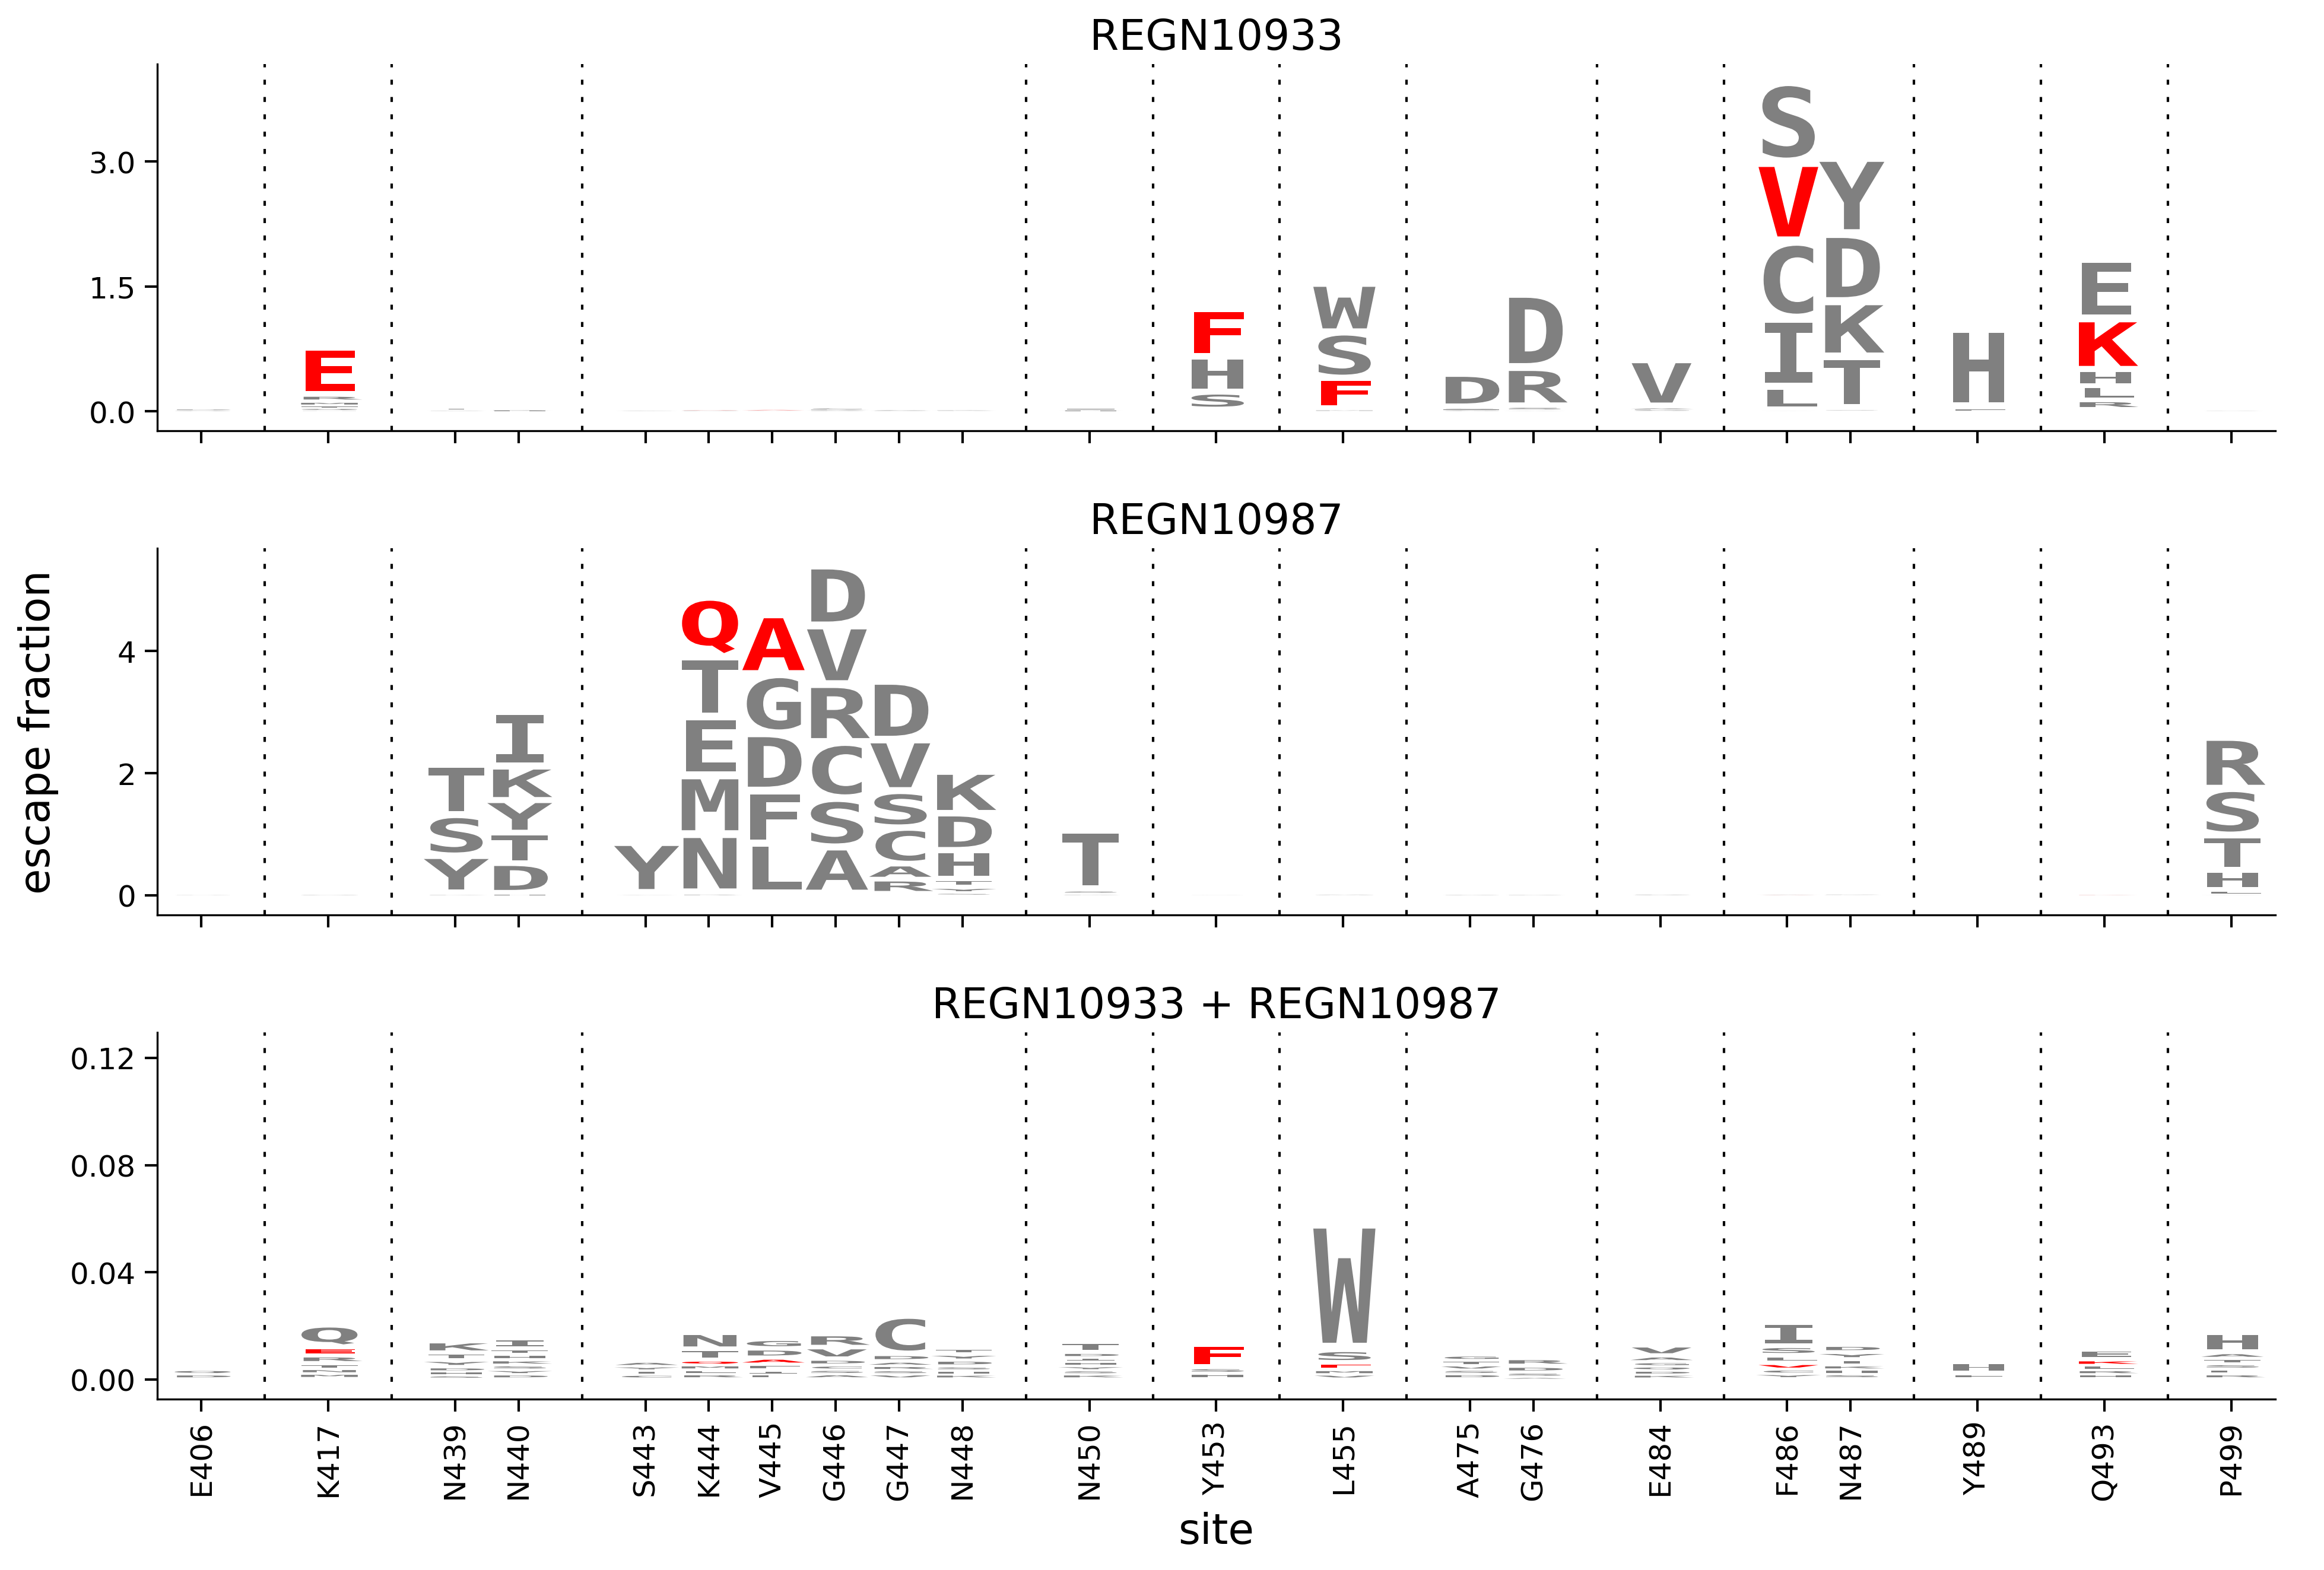 REGN10933
3.0
1.5
0.0
E
F
H
S
W
S
F
D
D
R
V
S
V
C
I
L
Y
D
K
T
H
E
K
H
L
R
REGN10987
escape fraction
4
2
0
T
S
Y
I
K
Y
T
D
Y
Q
T
E
M
N
A
G
D
F
L
D
V
R
C
S
A
D
V
S
C
A
R
K
D
H
T
R
S
T
H
REGN10933 + REGN10987
0.12
0.08
0.04
0.00
Q
N
R
C
F
W
S
I
H
E406 K417 N439 N440 S443 K444 V445 G446 G447 N448 N450 Y453 L455 A475 G476 E484 F486 N487 Y489 Q493 P499
site